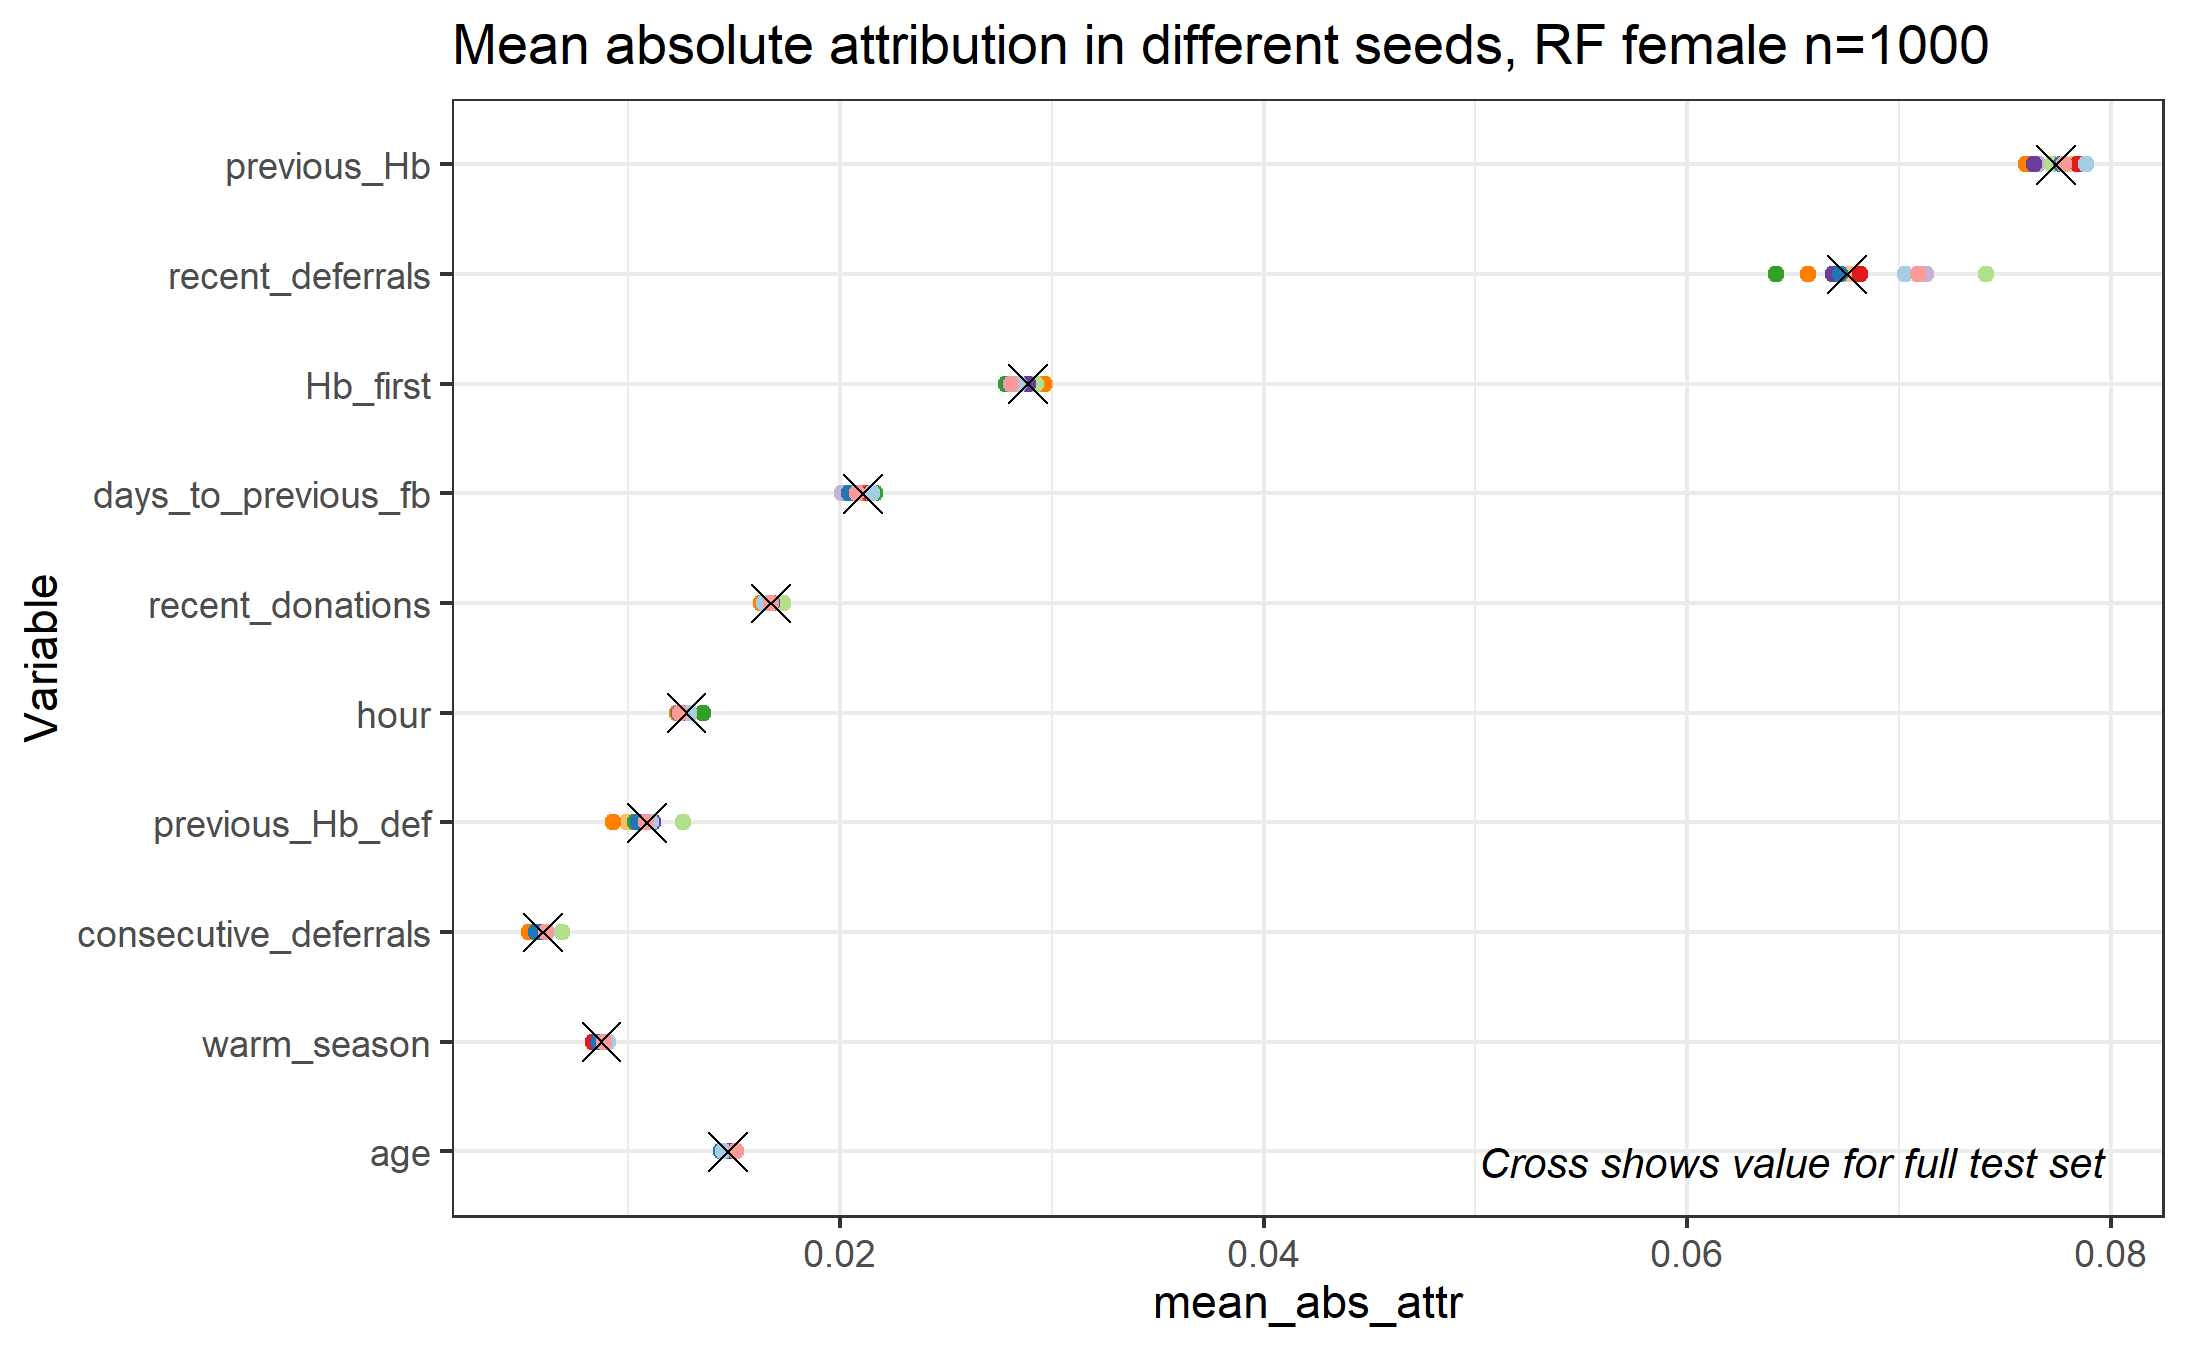 Mean absolute attribution in different seeds, RF female n=1000
previous_Hb
recent_deferrals
Hb_first
days_to_previous_fb
recent_donations
hour
previous_Hb_def
consecutive_deferrals
warm_season
age
Variable
Cross shows value for full test set
0.02 0.04 0.06 0.08
mean_abs_attr